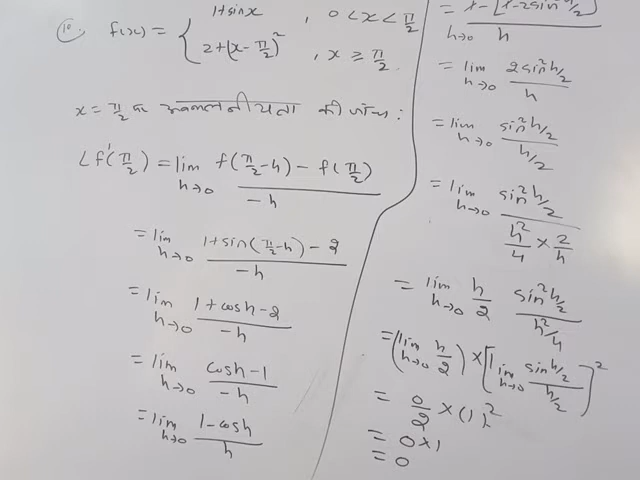 10. f(x) = { 1+sinx , 0<x<π/2
2+(x-π/2)² , x≥π/2.
x=π/2 पर अवकलनीयता की जाँच:
Lf'(π/2) = lim h→0 (f(π/2-h) - f(π/2))/(-h)
= lim h→0 (1+sin(π/2-h) - 2)/(-h)
= lim h→0 (1+cosh-2)/(-h)
= lim h→0 (cosh-1)/(-h)
= lim h→0 (1-cosh)/h
= h→0 (1-[1-2sin²h/2])/h
= lim h→0 (2sin²h/2)/h
= lim h→0 (sin²h/2)/(h/2)
= lim h→0 (sin²h/2)/(h²/4 × 2/h)
= lim h→0 h/2 (sin²h/2)/(h²/4)
= (lim h→0 h/2) × [lim h→0 (sinh/2)/(h/2)]²
= 0/2 × (1)²
= 0×1
= 0